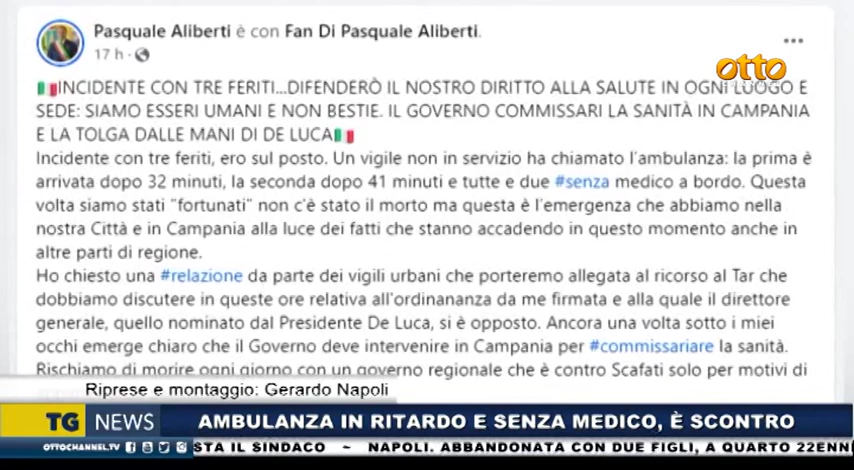 Pasquale Aliberti è con Fan Di Pasquale Aliberti.
17 h ·
otto
INCIDENTE CON TRE FERITI...DIFENDERÒ IL NOSTRO DIRITTO ALLA SALUTE IN OGNI LUOGO E
SEDE: SIAMO ESSERI UMANI E NON BESTIE. IL GOVERNO COMMISSARI LA SANITÀ IN CAMPANIA
E LA TOLGA DALLE MANI DI DE LUCA
Incidente con tre feriti, ero sul posto. Un vigile non in servizio ha chiamato l'ambulanza: la prima è
arrivata dopo 32 minuti, la seconda dopo 41 minuti e tutte e due #senza medico a bordo. Questa
volta siamo stati "fortunati" non c'è stato il morto ma questa è l'emergenza che abbiamo nella
nostra Città e in Campania alla luce dei fatti che stanno accadendo in questo momento anche in
altre parti di regione.
Ho chiesto una #relazione da parte dei vigili urbani che porteremo allegata al ricorso al Tar che
dobbiamo discutere in queste ore relativa all'ordinananza da me firmata e alla quale il direttore
generale, quello nominato dal Presidente De Luca, si è opposto. Ancora una volta sotto i miei
occhi emerge chiaro che il Governo deve intervenire in Campania per #commissariare la sanità.
Rischiamo di morire ogni giorno con un governo regionale che è contro Scafati solo per motivi di
Riprese e montaggio: Gerardo Napoli
TG NEWS AMBULANZA IN RITARDO E SENZA MEDICO, È SCONTRO
OTTOCHANNEL.TV STA IL SINDACO ~ NAPOLI. ABBANDONATA CON DUE FIGLI, A QUARTO 22ENN